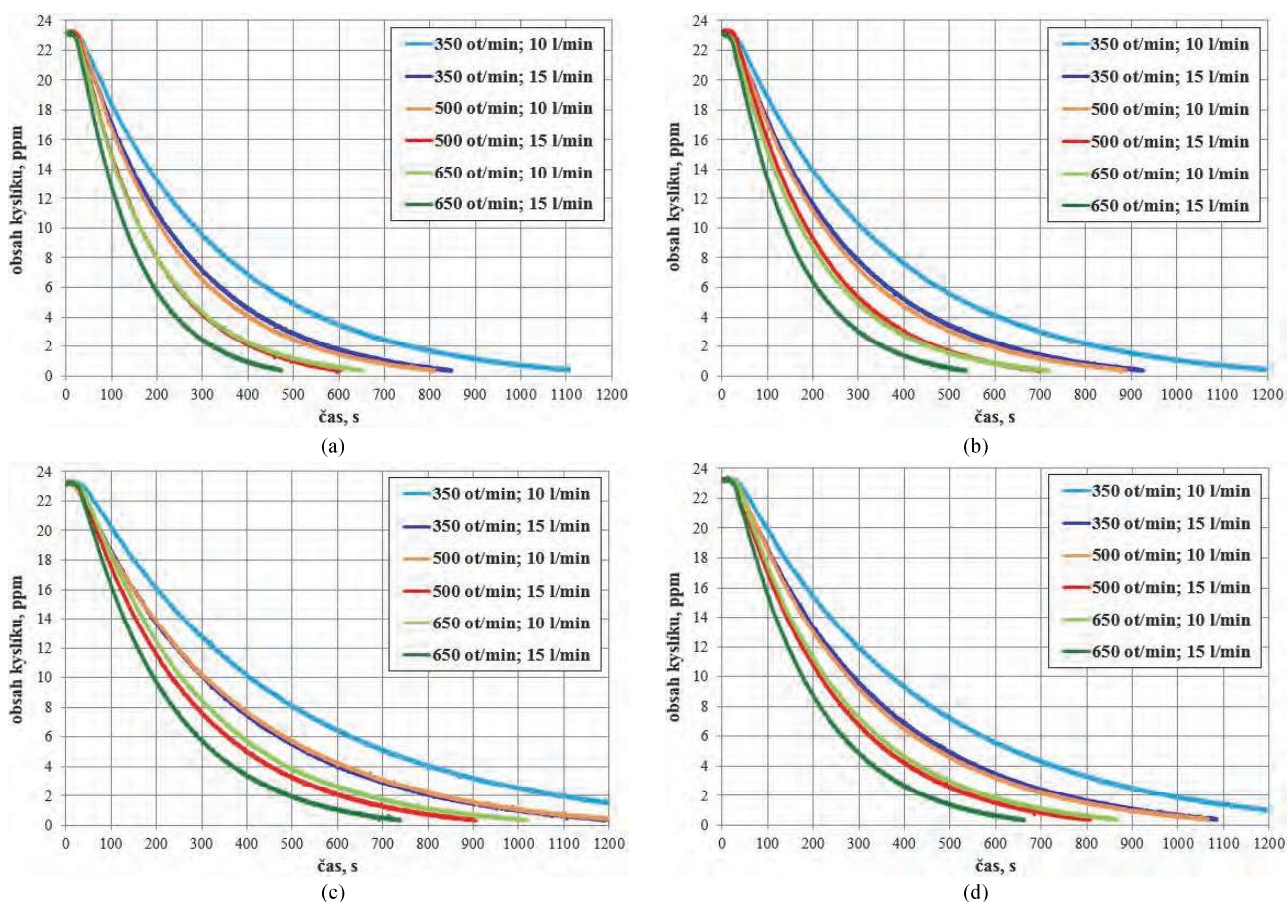 24
22
20
18
16
14
12
10
8
6
4
2
0
obsah kyslíku, ppm
350 ot/min; 10 l/min
350 ot/min; 15 l/min
500 ot/min; 10 l/min
500 ot/min; 15 l/min
650 ot/min; 10 l/min
650 ot/min; 15 l/min
0 100 200 300 400 500 600 700 800 900 1000 1100 1200
čas, s
(a)
24
22
20
18
16
14
12
10
8
6
4
2
0
obsah kyslíku, ppm
350 ot/min; 10 l/min
350 ot/min; 15 l/min
500 ot/min; 10 l/min
500 ot/min; 15 l/min
650 ot/min; 10 l/min
650 ot/min; 15 l/min
0 100 200 300 400 500 600 700 800 900 1000 1100 1200
čas, s
(b)
24
22
20
18
16
14
12
10
8
6
4
2
0
obsah kyslíku, ppm
350 ot/min; 10 l/min
350 ot/min; 15 l/min
500 ot/min; 10 l/min
500 ot/min; 15 l/min
650 ot/min; 10 l/min
650 ot/min; 15 l/min
0 100 200 300 400 500 600 700 800 900 1000 1100 1200
čas, s
(c)
24
22
20
18
16
14
12
10
8
6
4
2
0
obsah kyslíku, ppm
350 ot/min; 10 l/min
350 ot/min; 15 l/min
500 ot/min; 10 l/min
500 ot/min; 15 l/min
650 ot/min; 10 l/min
650 ot/min; 15 l/min
0 100 200 300 400 500 600 700 800 900 1000 1100 1200
čas, s
(d)